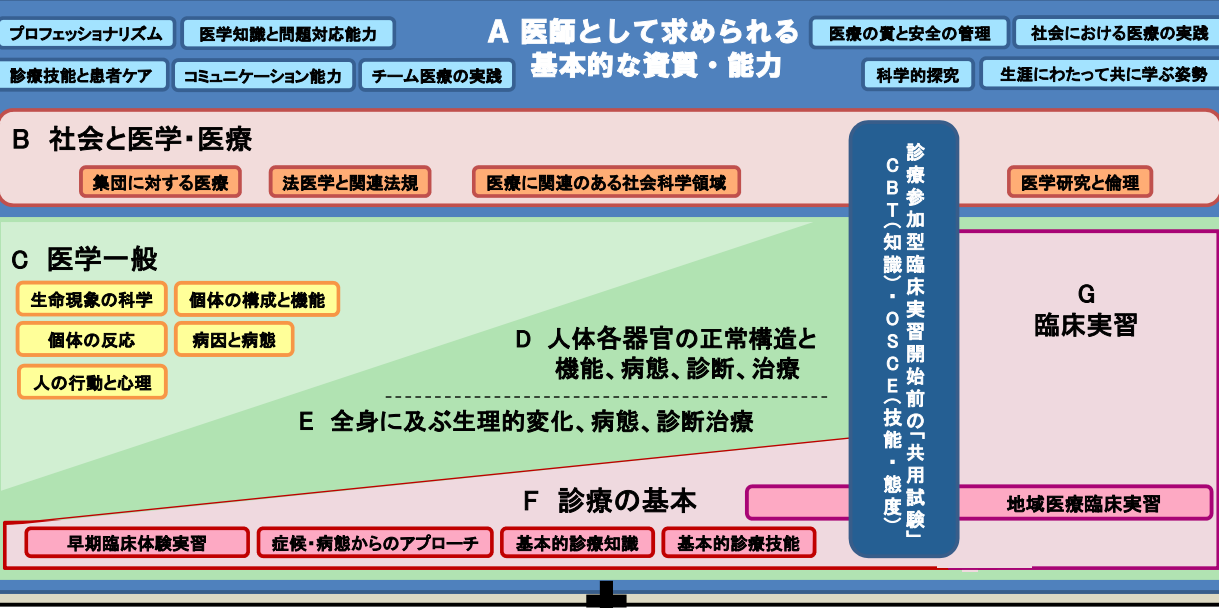 A 医師として求められる
基本的な資質・能力
プロフェッショナリズム
医学知識と問題対応能力
医療の質と安全の管理
社会における医療の実践
診療技能と患者ケア
コミュニケーション能力
チーム医療の実践
科学的探究
生涯にわたって共に学ぶ姿勢
B 社会と医学・医療
集団に対する医療
法医学と関連法規
医療に関連のある社会科学領域
医学研究と倫理
診療参加型臨床実習開始前の「共用試験」
CBT(知識)・OSCE(技能・態度)
C 医学一般
生命現象の科学
個体の構成と機能
個体の反応
病因と病態
人の行動と心理
D 人体各器官の正常構造と
機能、病態、診断、治療
E 全身に及ぶ生理的変化、病態、診断治療
G
臨床実習
F 診療の基本
地域医療臨床実習
早期臨床体験実習
症候・病態からのアプローチ
基本的診療知識
基本的診療技能